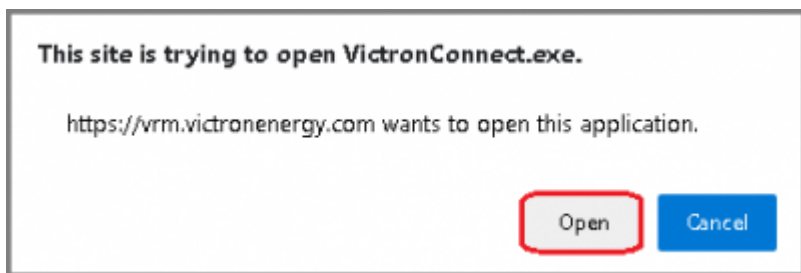 This site is trying to open VictronConnect.exe.
https://vrm.victronenergy.com wants to open this application.
Open Cancel